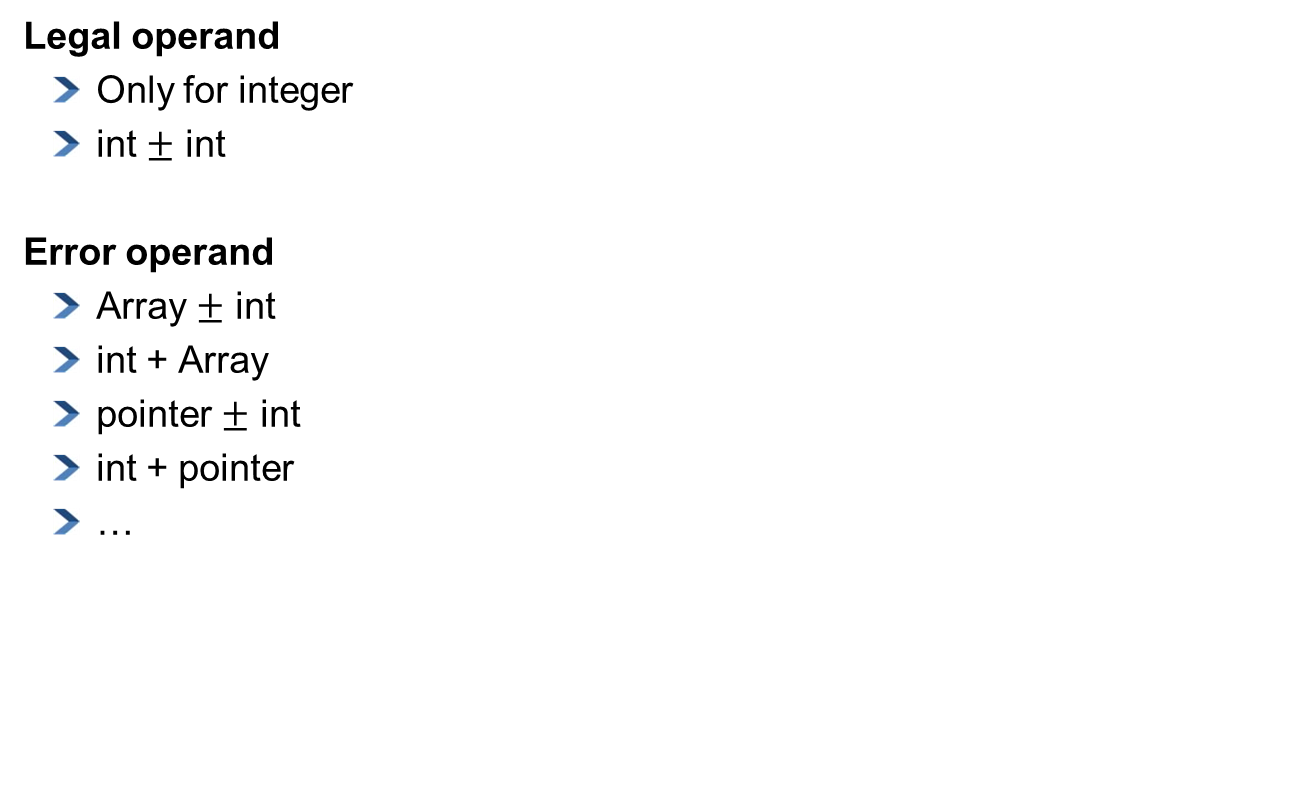 Legal operand
Only for integer
int ± int
Error operand
Array ± int
int + Array
pointer ± int
int + pointer
…